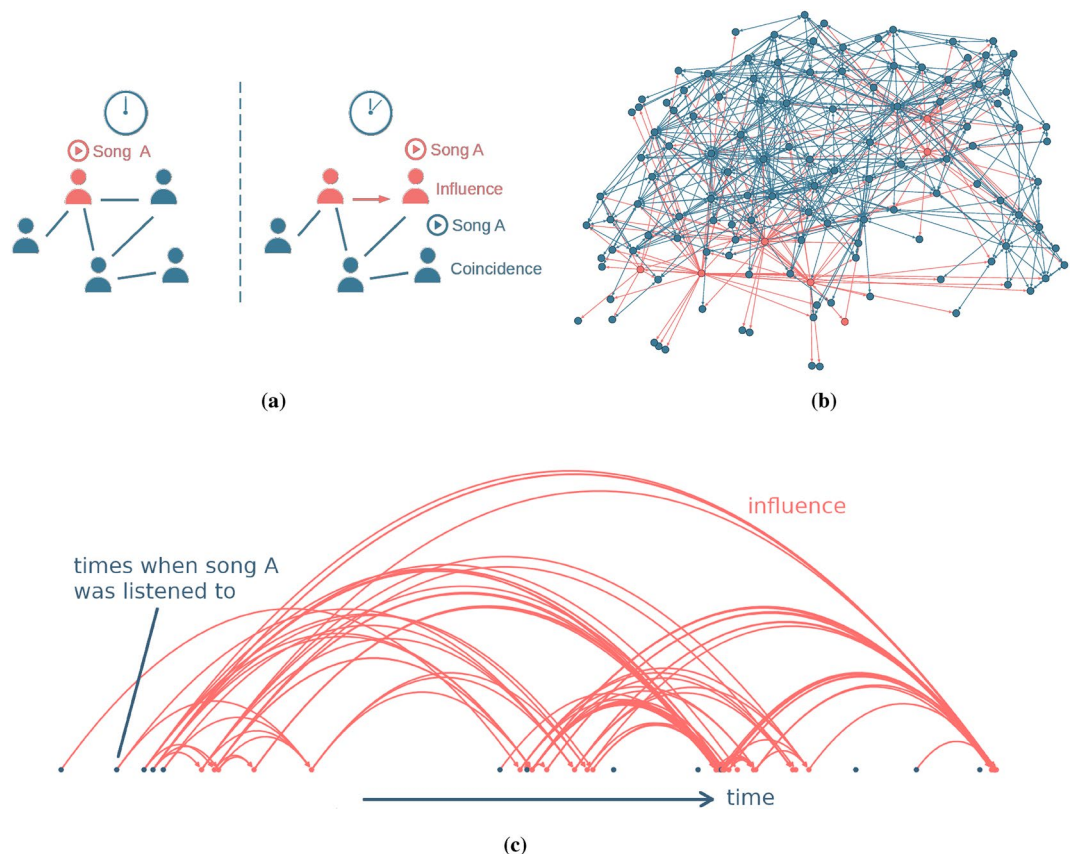 Song A
Song A
Influence
Song A
Coincidence
(a)
(b)
influence
times when song A
was listened to
time
(c)